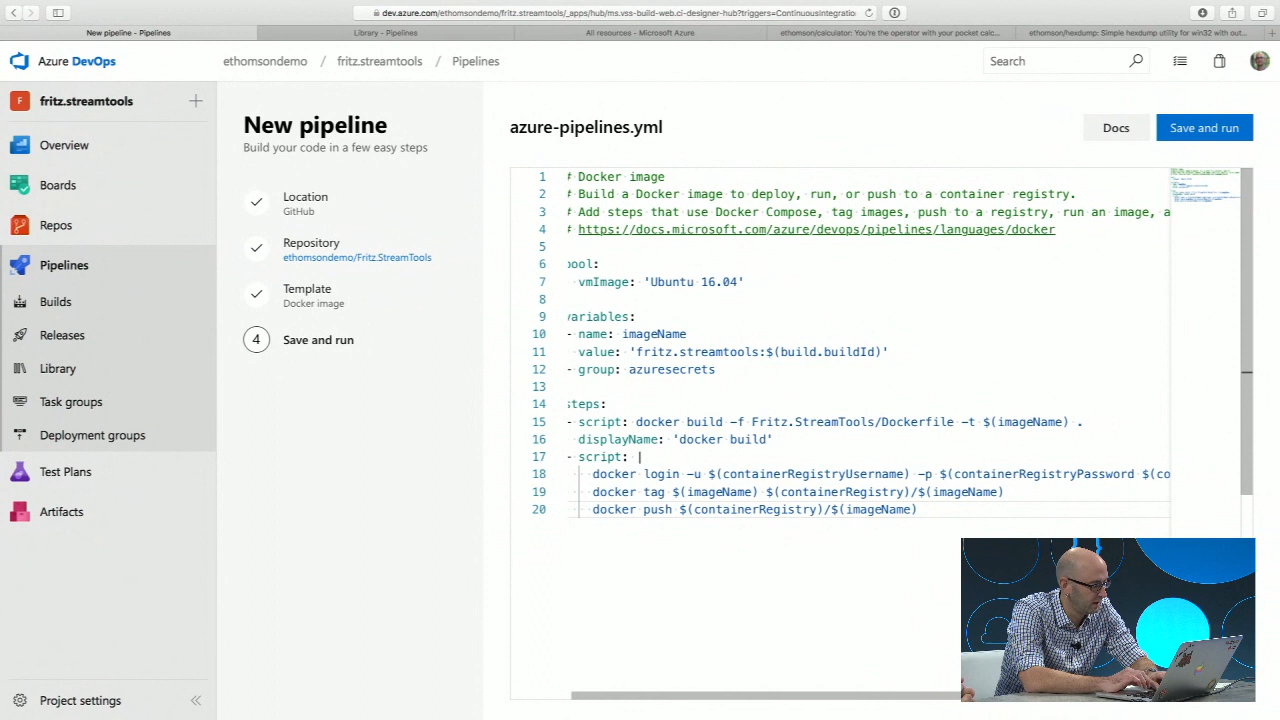 dev.azure.com/ethomsondemo/fritz.streamtools/_apps/hub/ms.vss-build-web.ci-designer-hub?triggers=ContinuousIntegratio
New pipeline - Pipelines
Library - Pipelines
All resources - Microsoft Azure
ethomson/calculator: You're the operator with your pocket calc...
ethomson/hexdump: Simple hexdump utility for win32 with out...
Azure DevOps
ethomsondemo / fritz.streamtools / Pipelines
Search
F fritz.streamtools
Overview
Boards
Repos
Pipelines
Builds
Releases
Library
Task groups
Deployment groups
Test Plans
Artifacts
Project settings
New pipeline
Build your code in a few easy steps
Location
GitHub
Repository
ethomsondemo/Fritz.StreamTools
Template
Docker image
4 Save and run
azure-pipelines.yml
Docs
Save and run
1 # Docker image
2 # Build a Docker image to deploy, run, or push to a container registry.
3 # Add steps that use Docker Compose, tag images, push to a registry, run an image, a
4 # https://docs.microsoft.com/azure/devops/pipelines/languages/docker
5
6 pool:
7 vmImage: 'Ubuntu 16.04'
8
9 variables:
10 - name: imageName
11 value: 'fritz.streamtools:$(build.buildId)'
12 - group: azuresecrets
13
14 steps:
15 - script: docker build -f Fritz.StreamTools/Dockerfile -t $(imageName) .
16 displayName: 'docker build'
17 - script: |
18 docker login -u $(containerRegistryUsername) -p $(containerRegistryPassword $(co
19 docker tag $(imageName) $(containerRegistry)/$(imageName)
20 docker push $(containerRegistry)/$(imageName)